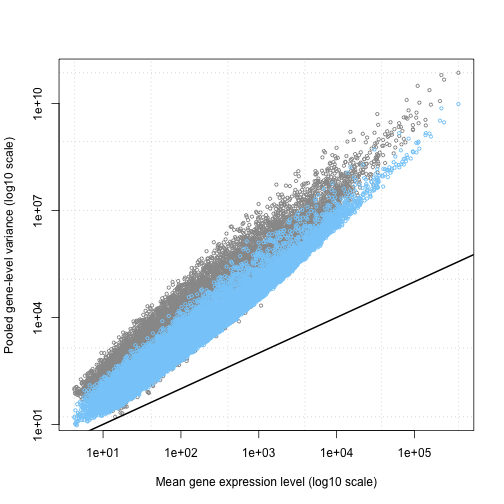 Pooled gene-level variance (log10 scale)
1e+10
1e+07
1e+04
1e+01
1e+01 1e+02 1e+03 1e+04 1e+05
Mean gene expression level (log10 scale)